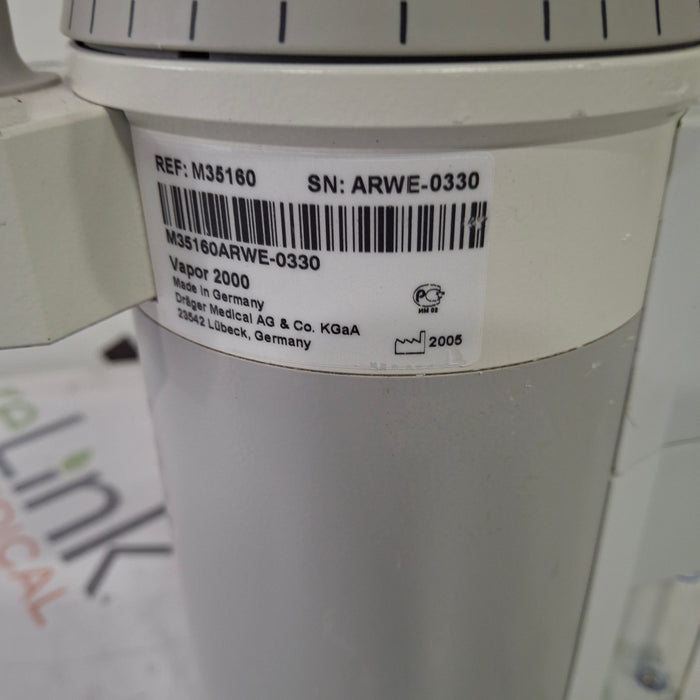 REF: M35160 SN: ARWE-0330
M35160ARWE-0330
Vapor 2000
Made in Germany
Dräger Medical AG & Co. KGaA
23542 Lübeck, Germany
2005
Link